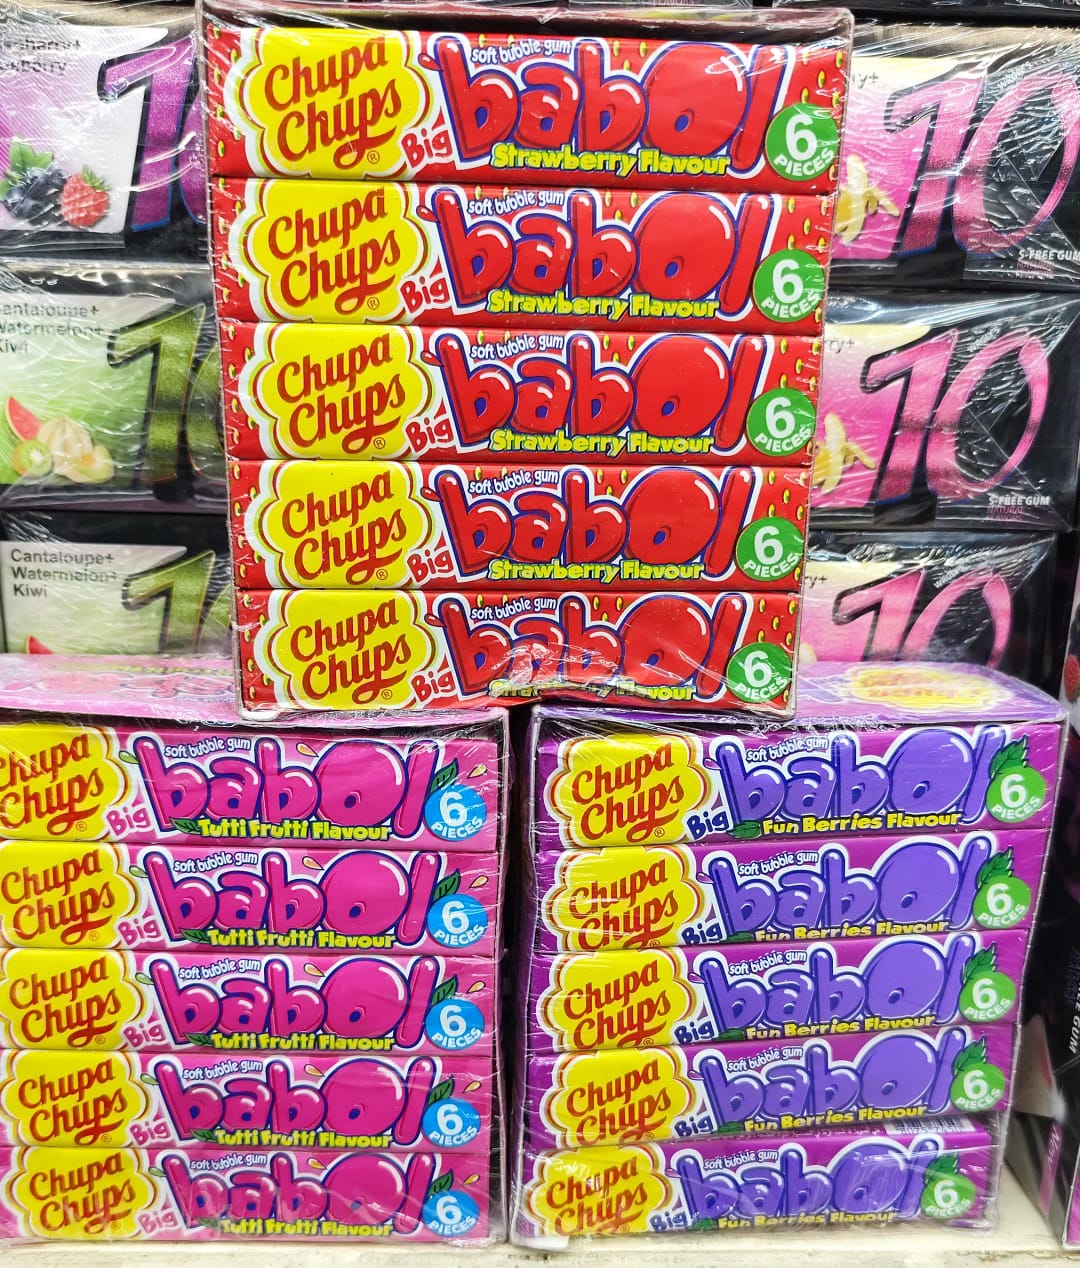 Chupa
Chups
®
Big
soft bubble gum
babol
Strawberry Flavour
6
PIECES
Chupa
Chups
®
Big
soft bubble gum
babol
Strawberry Flavour
6
PIECES
Chupa
Chups
®
Big
soft bubble gum
babol
Strawberry Flavour
6
PIECES
Chupa
Chups
®
Big
soft bubble gum
babol
Strawberry Flavour
6
PIECES
Chupa
Chups
®
Big
soft bubble gum
babol
Strawberry Flavour
6
PIECES
10
10
10
Cantaloupe+
Watermelon+
Kiwi
10
S-FREE GUM
10
S-FREE GUM
NATURAL
10
Chupa
Chups
®
Big
soft bubble gum
babol
Tutti Frutti Flavour
6
PIECES
Chupa
Chups
®
Big
soft bubble gum
babol
Tutti Frutti Flavour
6
PIECES
Chupa
Chups
®
Big
soft bubble gum
babol
Tutti Frutti Flavour
6
PIECES
Chupa
Chups
®
Big
soft bubble gum
babol
Tutti Frutti Flavour
6
PIECES
Chupa
Chups
®
Big
soft bubble gum
babol
Tutti Frutti Flavour
6
PIECES
Chupa
Chups
®
Big
soft bubble gum
babol
Fun Berries Flavour
6
PIECES
Chupa
Chups
®
Big
soft bubble gum
babol
Fun Berries Flavour
6
PIECES
Chupa
Chups
®
Big
soft bubble gum
babol
Fun Berries Flavour
6
PIECES
Chupa
Chups
®
Big
soft bubble gum
babol
Fun Berries Flavour
6
PIECES
Chupa
Chups
®
Big
soft bubble gum
babol
Fun Berries Flavour
6
PIECES
GUM